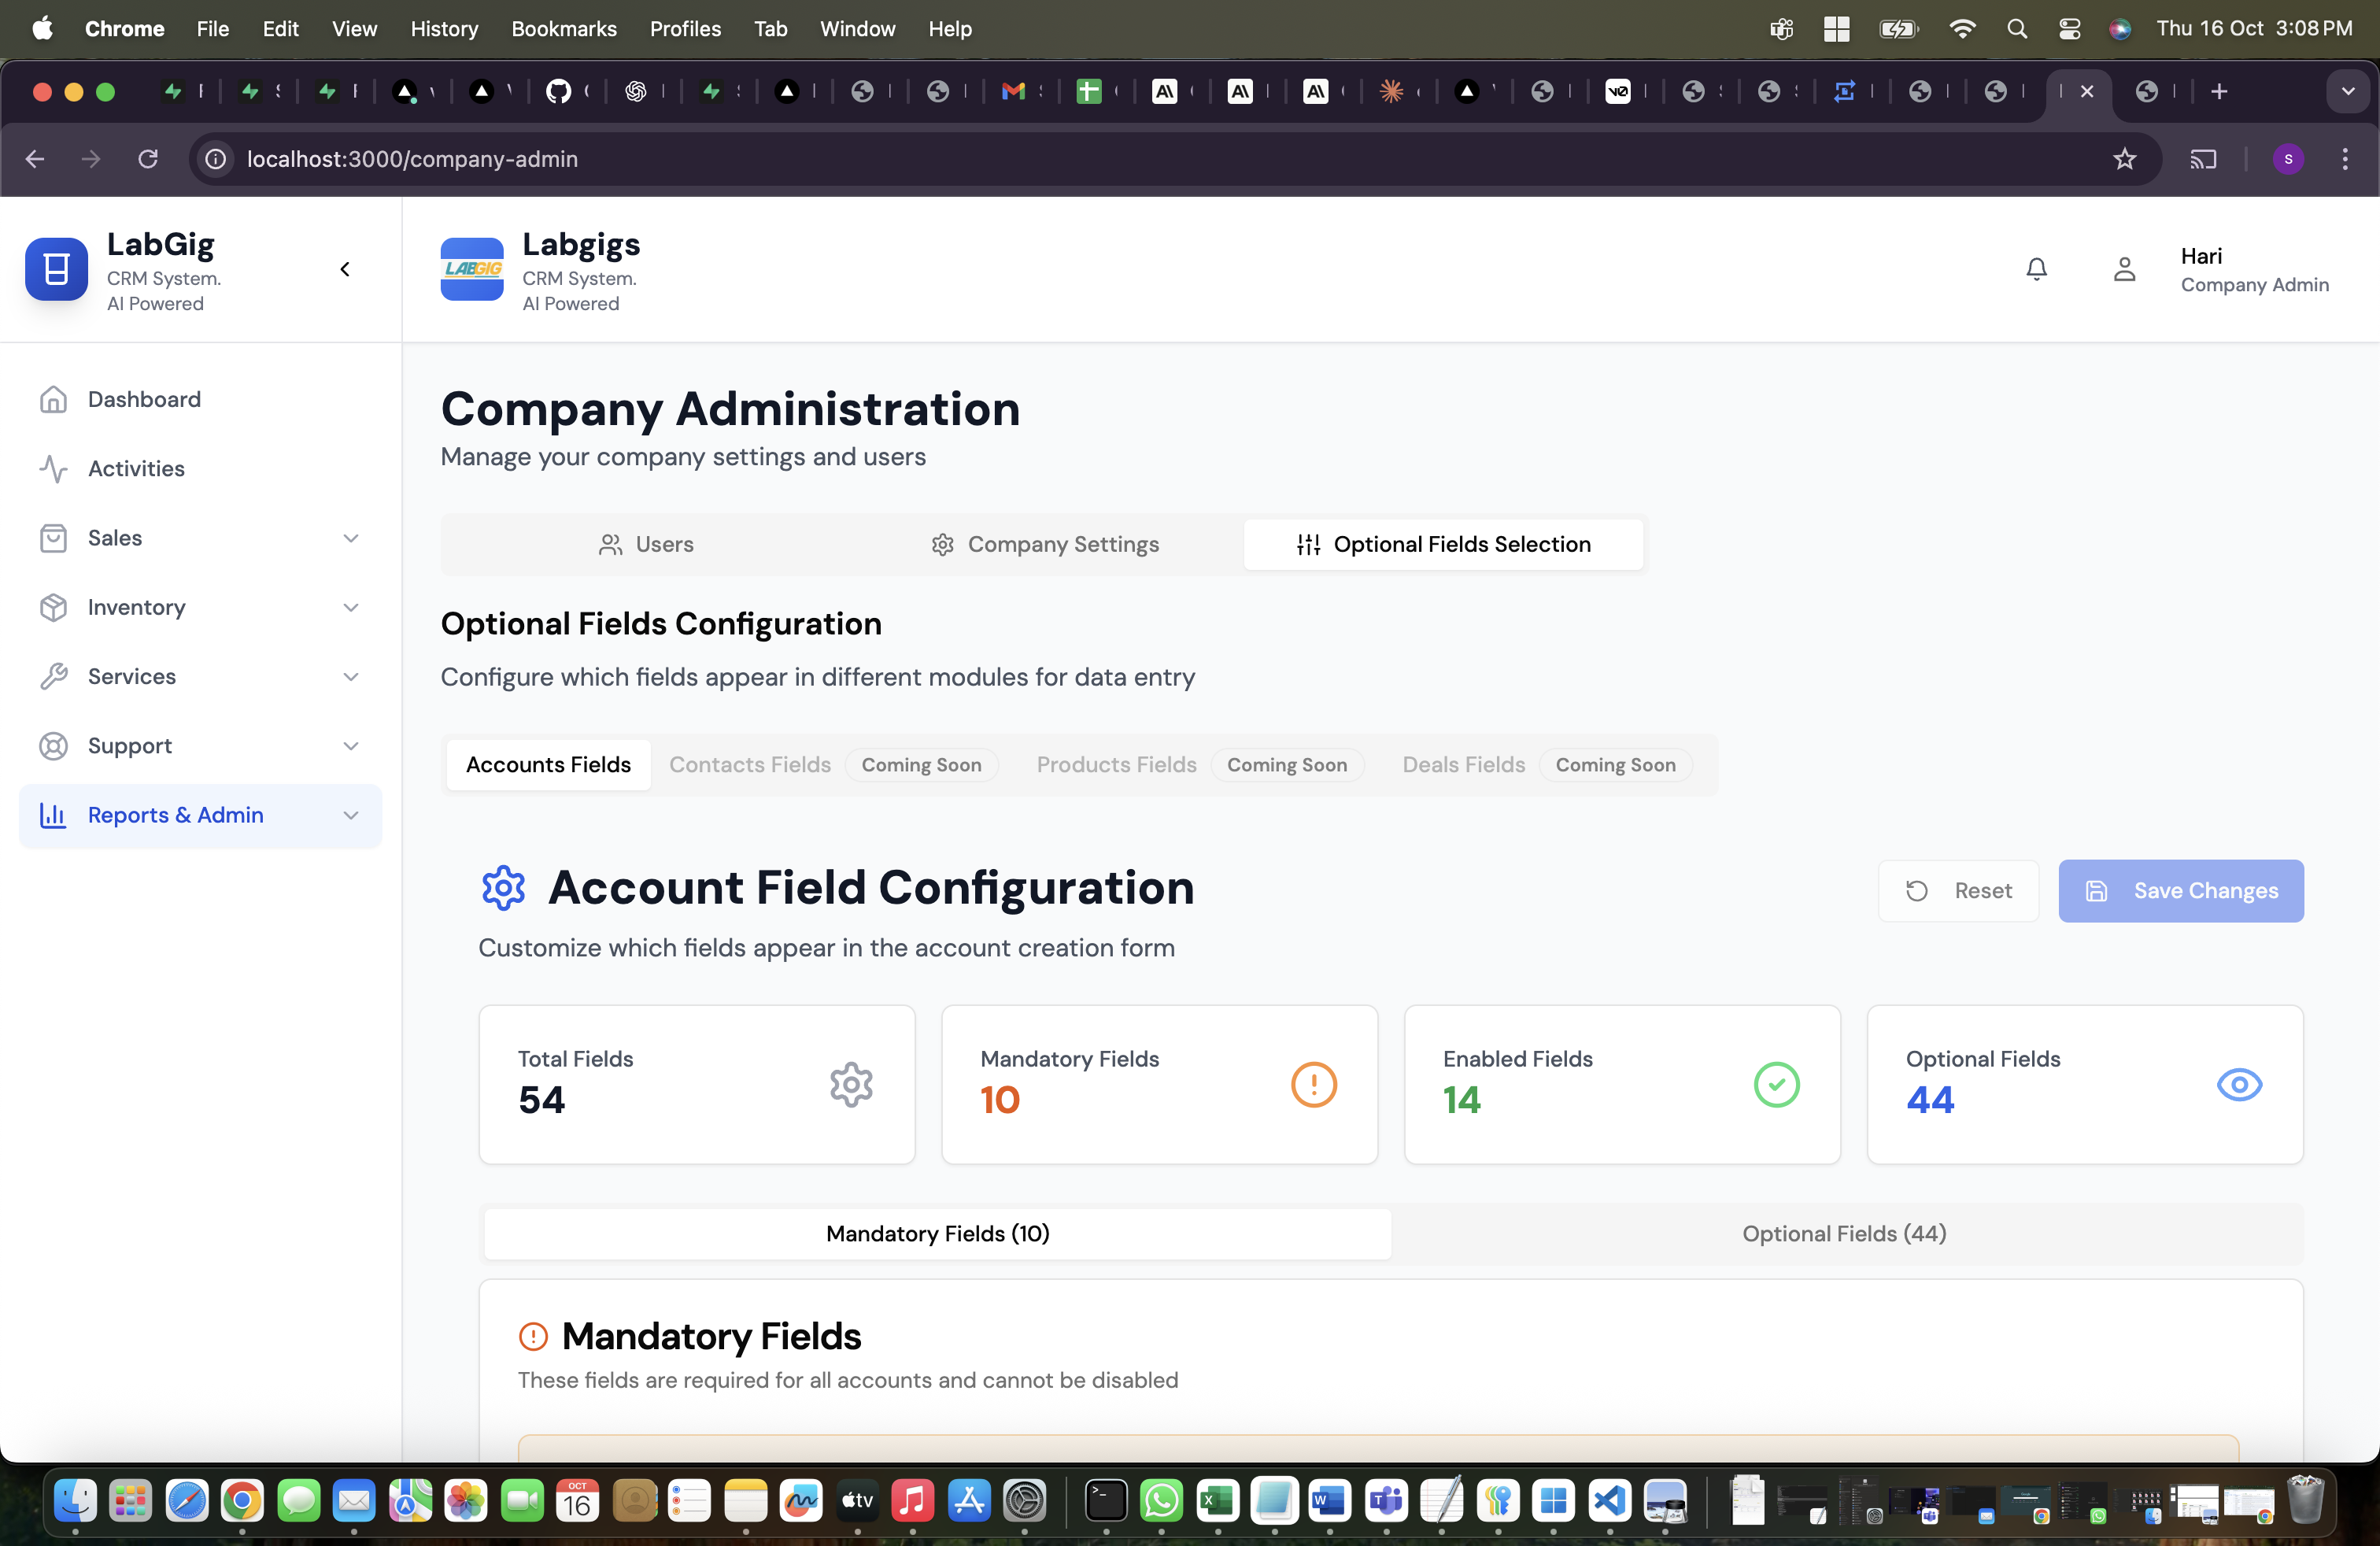 Chrome File Edit View History Bookmarks Profiles Tab Window Help Thu 16 Oct 3:08 PM
localhost:3000/company-admin
LabGig
CRM System.
AI Powered
LABGIG
Labgigs
CRM System.
AI Powered
Hari
Company Admin
Dashboard
Activities
Sales
Inventory
Services
Support
Reports & Admin
Company Administration
Manage your company settings and users
Users Company Settings Optional Fields Selection
Optional Fields Configuration
Configure which fields appear in different modules for data entry
Accounts Fields Contacts Fields Coming Soon Products Fields Coming Soon Deals Fields Coming Soon
Account Field Configuration
Reset Save Changes
Customize which fields appear in the account creation form
Total Fields
54
Mandatory Fields
10
Enabled Fields
14
Optional Fields
44
Mandatory Fields (10) Optional Fields (44)
Mandatory Fields
These fields are required for all accounts and cannot be disabled
OCT
16
tv